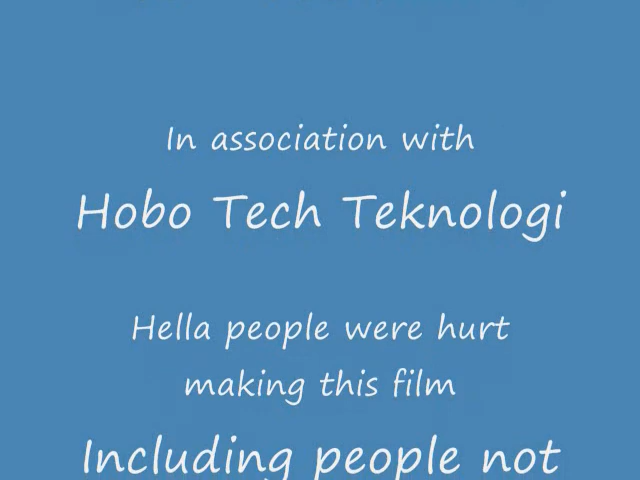 In association with
Hobo Tech Teknologi
Hella people were hurt
making this film
Including people not